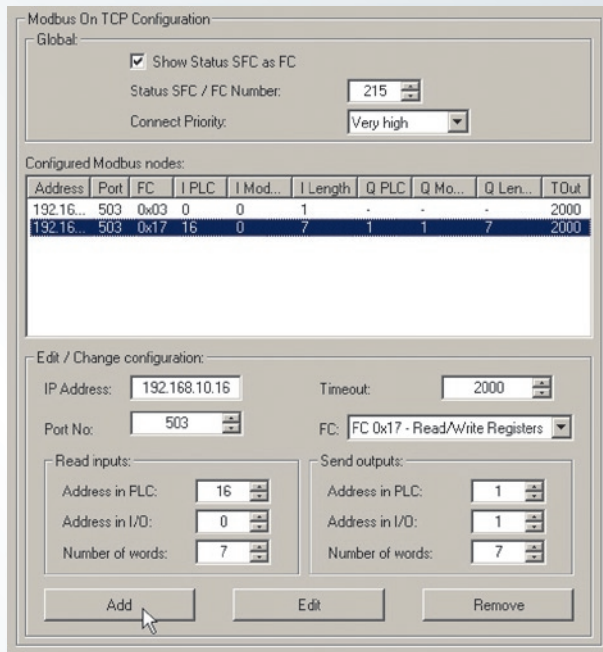 Modbus On TCP Configuration
Global:
Show Status SFC as FC
Status SFC / FC Number: 215
Connect Priority: Very high
Configured Modbus nodes:
Address Port FC I PLC I Mod... I Length Q PLC Q Mo... Q Len... TOut
192.16... 503 0x03 0 0 1 - - - 2000
192.16... 503 0x17 16 0 7 1 1 7 2000
Edit / Change configuration:
IP Address: 192.168.10.16 Timeout: 2000
Port No: 503 FC: FC 0x17 - Read/Write Registers
Read inputs: Send outputs:
Address in PLC: 16 Address in PLC: 1
Address in I/O: 0 Address in I/O: 1
Number of words: 7 Number of words: 7
Add Edit Remove